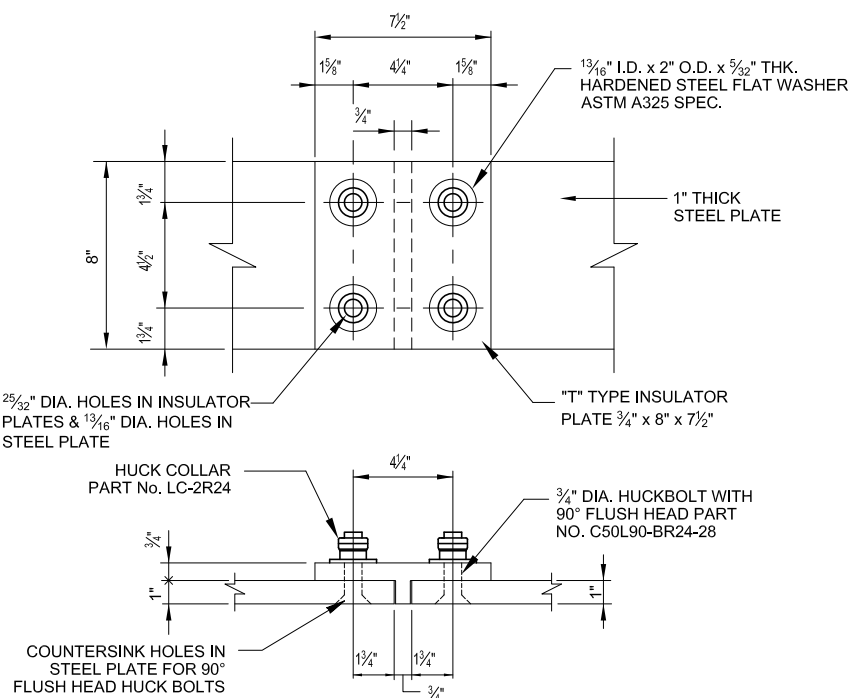 7½"
1⅝"
4¼"
1⅝"
¾"
¹³⁄₁₆" I.D. x 2" O.D. x ⁵⁄₃₂" THK.
HARDENED STEEL FLAT WASHER
ASTM A325 SPEC.
8"
1¾"
4½"
1¾"
1" THICK
STEEL PLATE
²⁵⁄₃₂" DIA. HOLES IN INSULATOR
PLATES & ¹³⁄₁₆" DIA. HOLES IN
STEEL PLATE
"T" TYPE INSULATOR
PLATE ¾" x 8" x 7½"
HUCK COLLAR
PART No. LC-2R24
4¼"
¾" DIA. HUCKBOLT WITH
90° FLUSH HEAD PART
NO. C50L90-BR24-28
¾"
1"
1"
COUNTERSINK HOLES IN
STEEL PLATE FOR 90°
FLUSH HEAD HUCK BOLTS
1¾"
1¾"
¾"